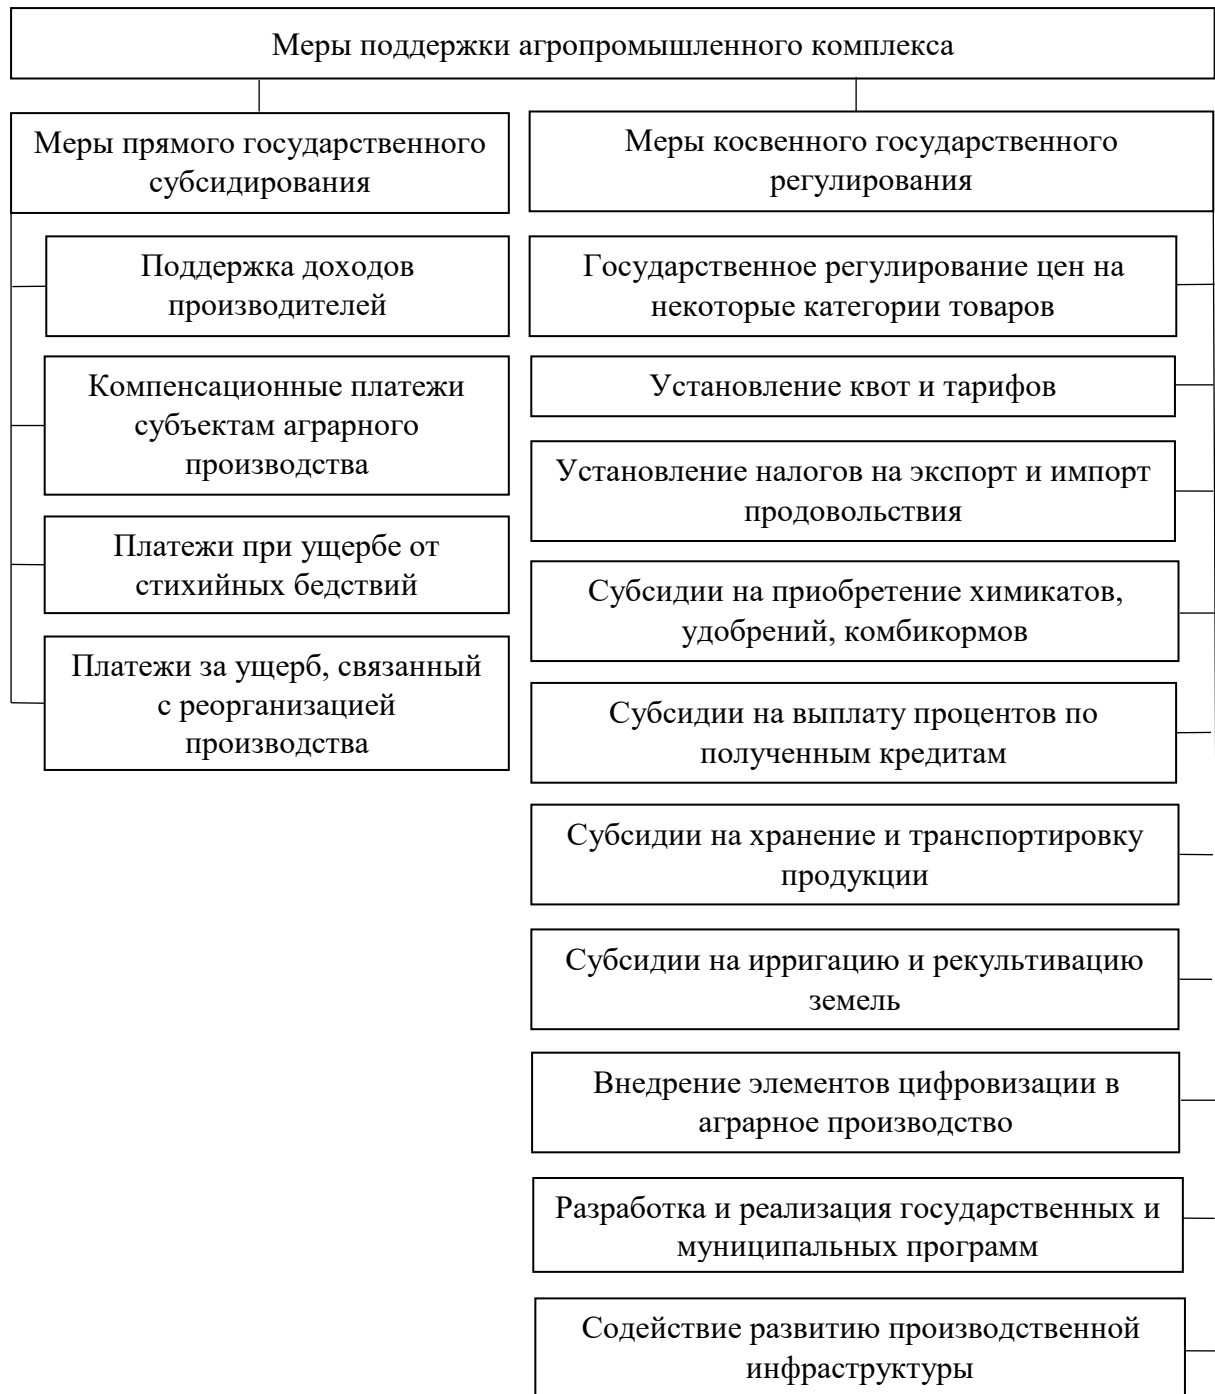 Меры поддержки агропромышленного комплекса
Меры прямого государственного
субсидирования
Поддержка доходов
производителей
Компенсационные платежи
субъектам аграрного
производства
Платежи при ущербе от
стихийных бедствий
Платежи за ущерб, связанный
с реорганизацией
производства
Меры косвенного государственного
регулирования
Государственное регулирование цен на
некоторые категории товаров
Установление квот и тарифов
Установление налогов на экспорт и импорт
продовольствия
Субсидии на приобретение химикатов,
удобрений, комбикормов
Субсидии на выплату процентов по
полученным кредитам
Субсидии на хранение и транспортировку
продукции
Субсидии на ирригацию и рекультивацию
земель
Внедрение элементов цифровизации в
аграрное производство
Разработка и реализация государственных и
муниципальных программ
Содействие развитию производственной
инфраструктуры